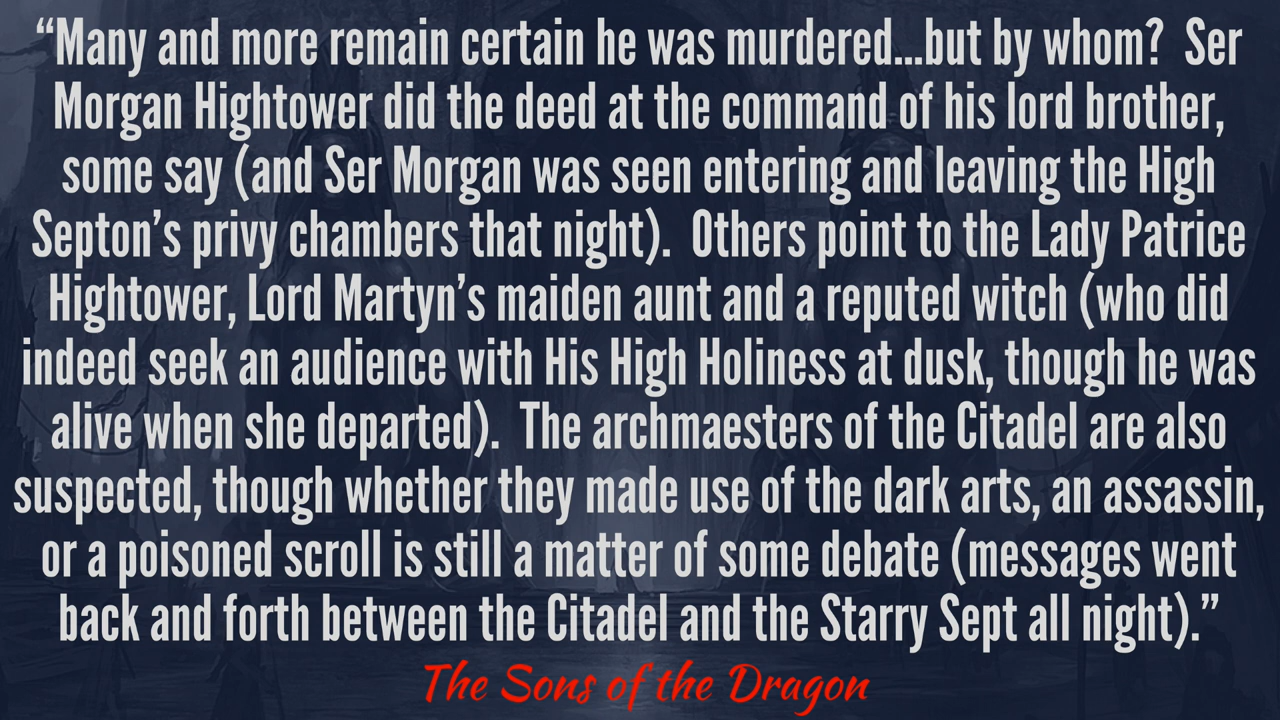 “Many and more remain certain he was murdered...but by whom?  Ser
Morgan Hightower did the deed at the command of his lord brother,
some say (and Ser Morgan was seen entering and leaving the High
Septon’s privy chambers that night).  Others point to the Lady Patrice
Hightower, Lord Martyn’s maiden aunt and a reputed witch (who did
indeed seek an audience with His High Holiness at dusk, though he was
alive when she departed).  The archmaesters of the Citadel are also
suspected, though whether they made use of the dark arts, an assassin,
or a poisoned scroll is still a matter of some debate (messages went
back and forth between the Citadel and the Starry Sept all night).”
The Sons of the Dragon